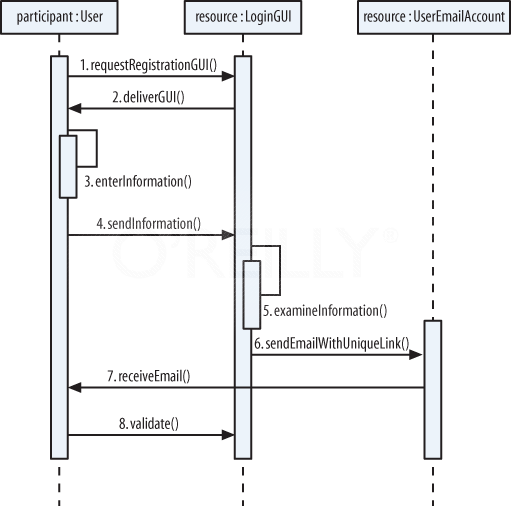 participant : User
resource : LoginGUI
resource : UserEmailAccount
1. requestRegistrationGUI()
2. deliverGUI()
3. enterInformation()
4. sendInformation()
O'REILLY
5. examineInformation()
6. sendEmailWithUniqueLink()
7. receiveEmail()
8. validate()